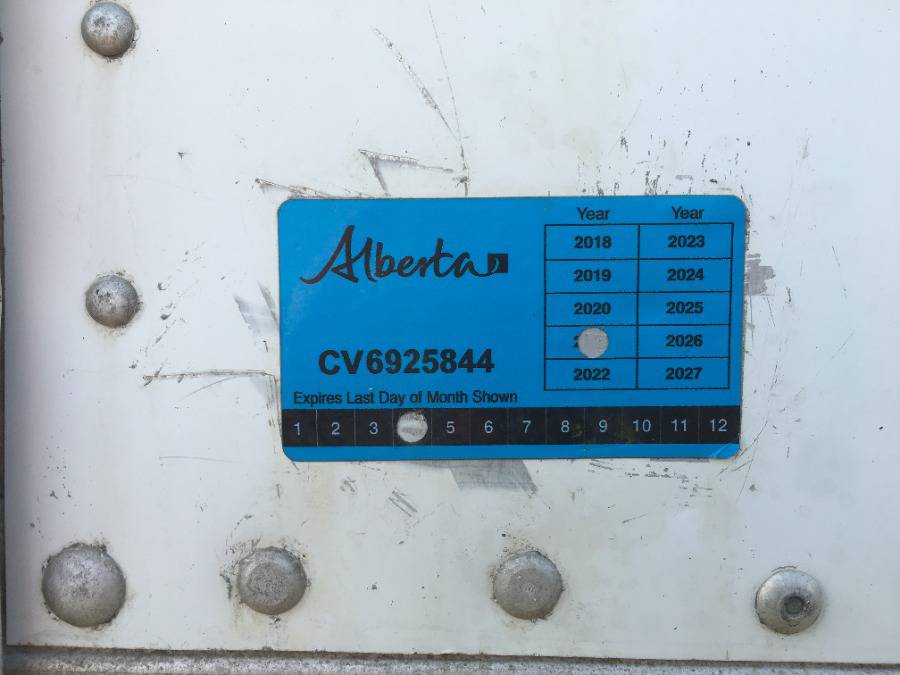 Alberta
Year Year
2018 2023
2019 2024
2020 2025
2026
2022 2027
CV6925844
Expires Last Day of Month Shown
1 2 3 5 6 7 8 9 10 11 12